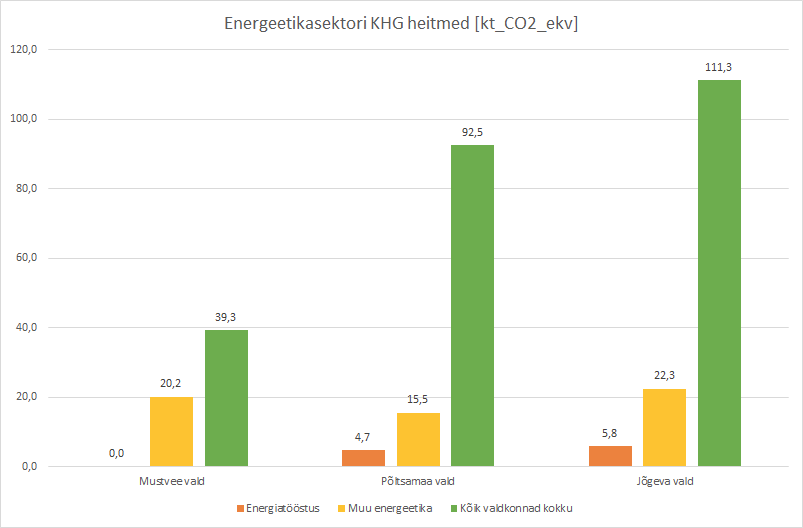 Energeetikasektori KHG heitmed [kt_CO2_ekv]
120,0
100,0
80,0
60,0
40,0
20,0
0,0
0,0
20,2
39,3
4,7
15,5
92,5
5,8
22,3
111,3
Mustvee vald
Põltsamaa vald
Jõgeva vald
Energiatööstus
Muu energeetika
Kõik valdkonnad kokku